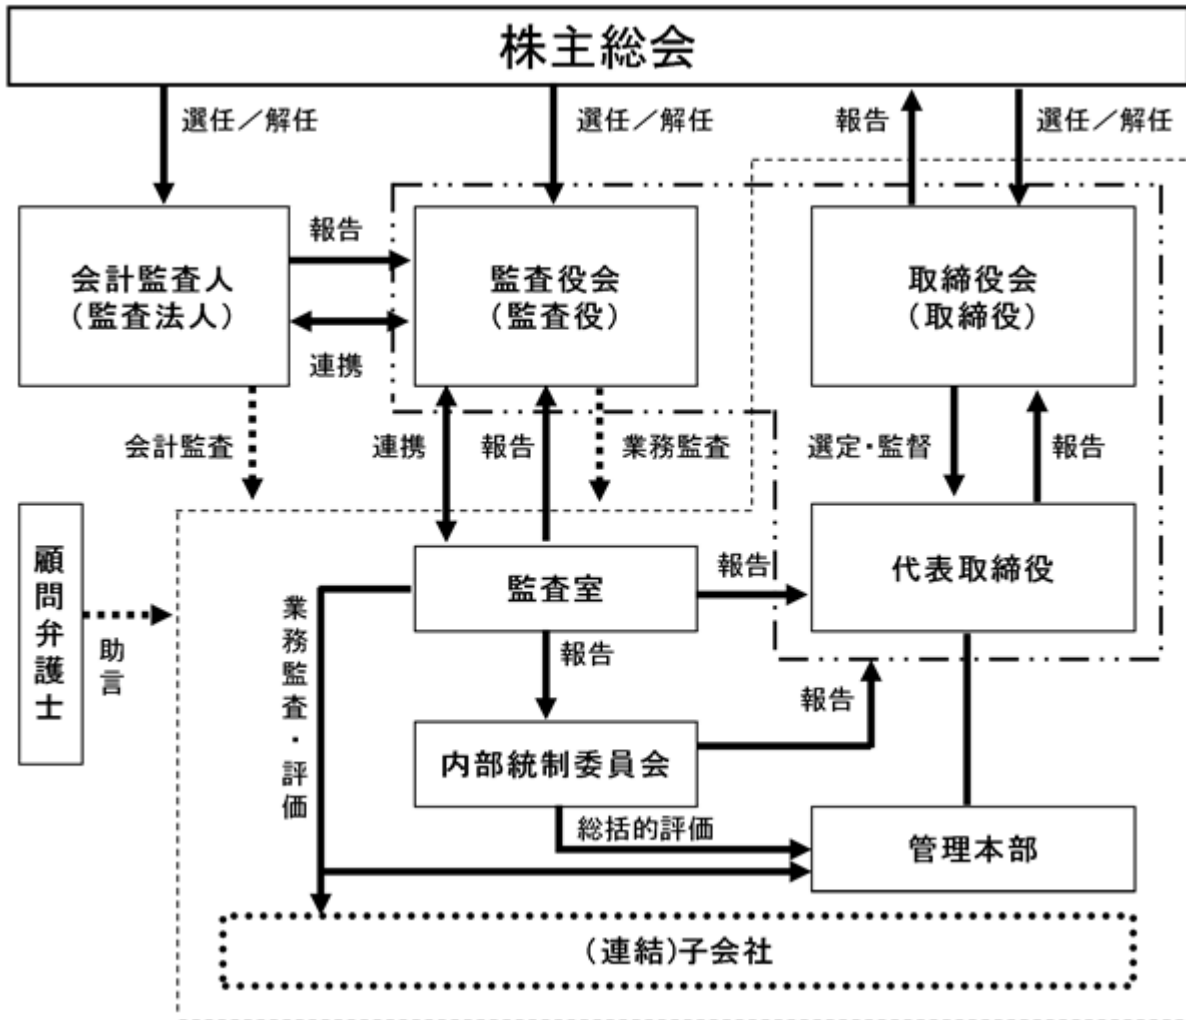 株主総会
選任／解任
選任／解任
報告
選任／解任
会計監査人
（監査法人）
報告
連携
監査役会
（監査役）
取締役会
（取締役）
会計監査
連携
報告
業務監査
選定・監督
報告
顧問弁護士
助言
監査室
報告
代表取締役
業務監査・評価
報告
報告
内部統制委員会
総括的評価
管理本部
（連結）子会社